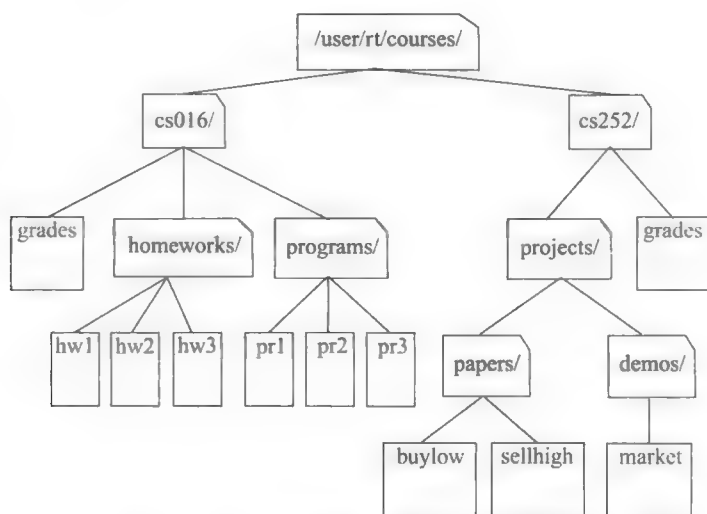 /user/rt/courses/
cs016/
cs252/
grades
homeworks/
programs/
projects/
grades
hw1
hw2
hw3
pr1
pr2
pr3
papers/
demos/
buylow
sellhigh
market